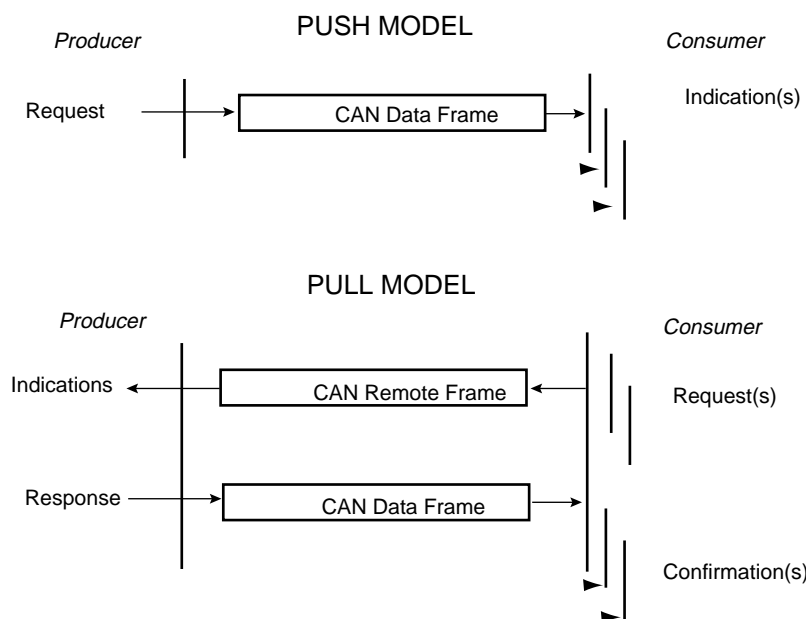 PUSH MODEL
Producer
Consumer
Request
CAN Data Frame
Indication(s)
PULL MODEL
Producer
Consumer
Indications
CAN Remote Frame
Request(s)
Response
CAN Data Frame
Confirmation(s)